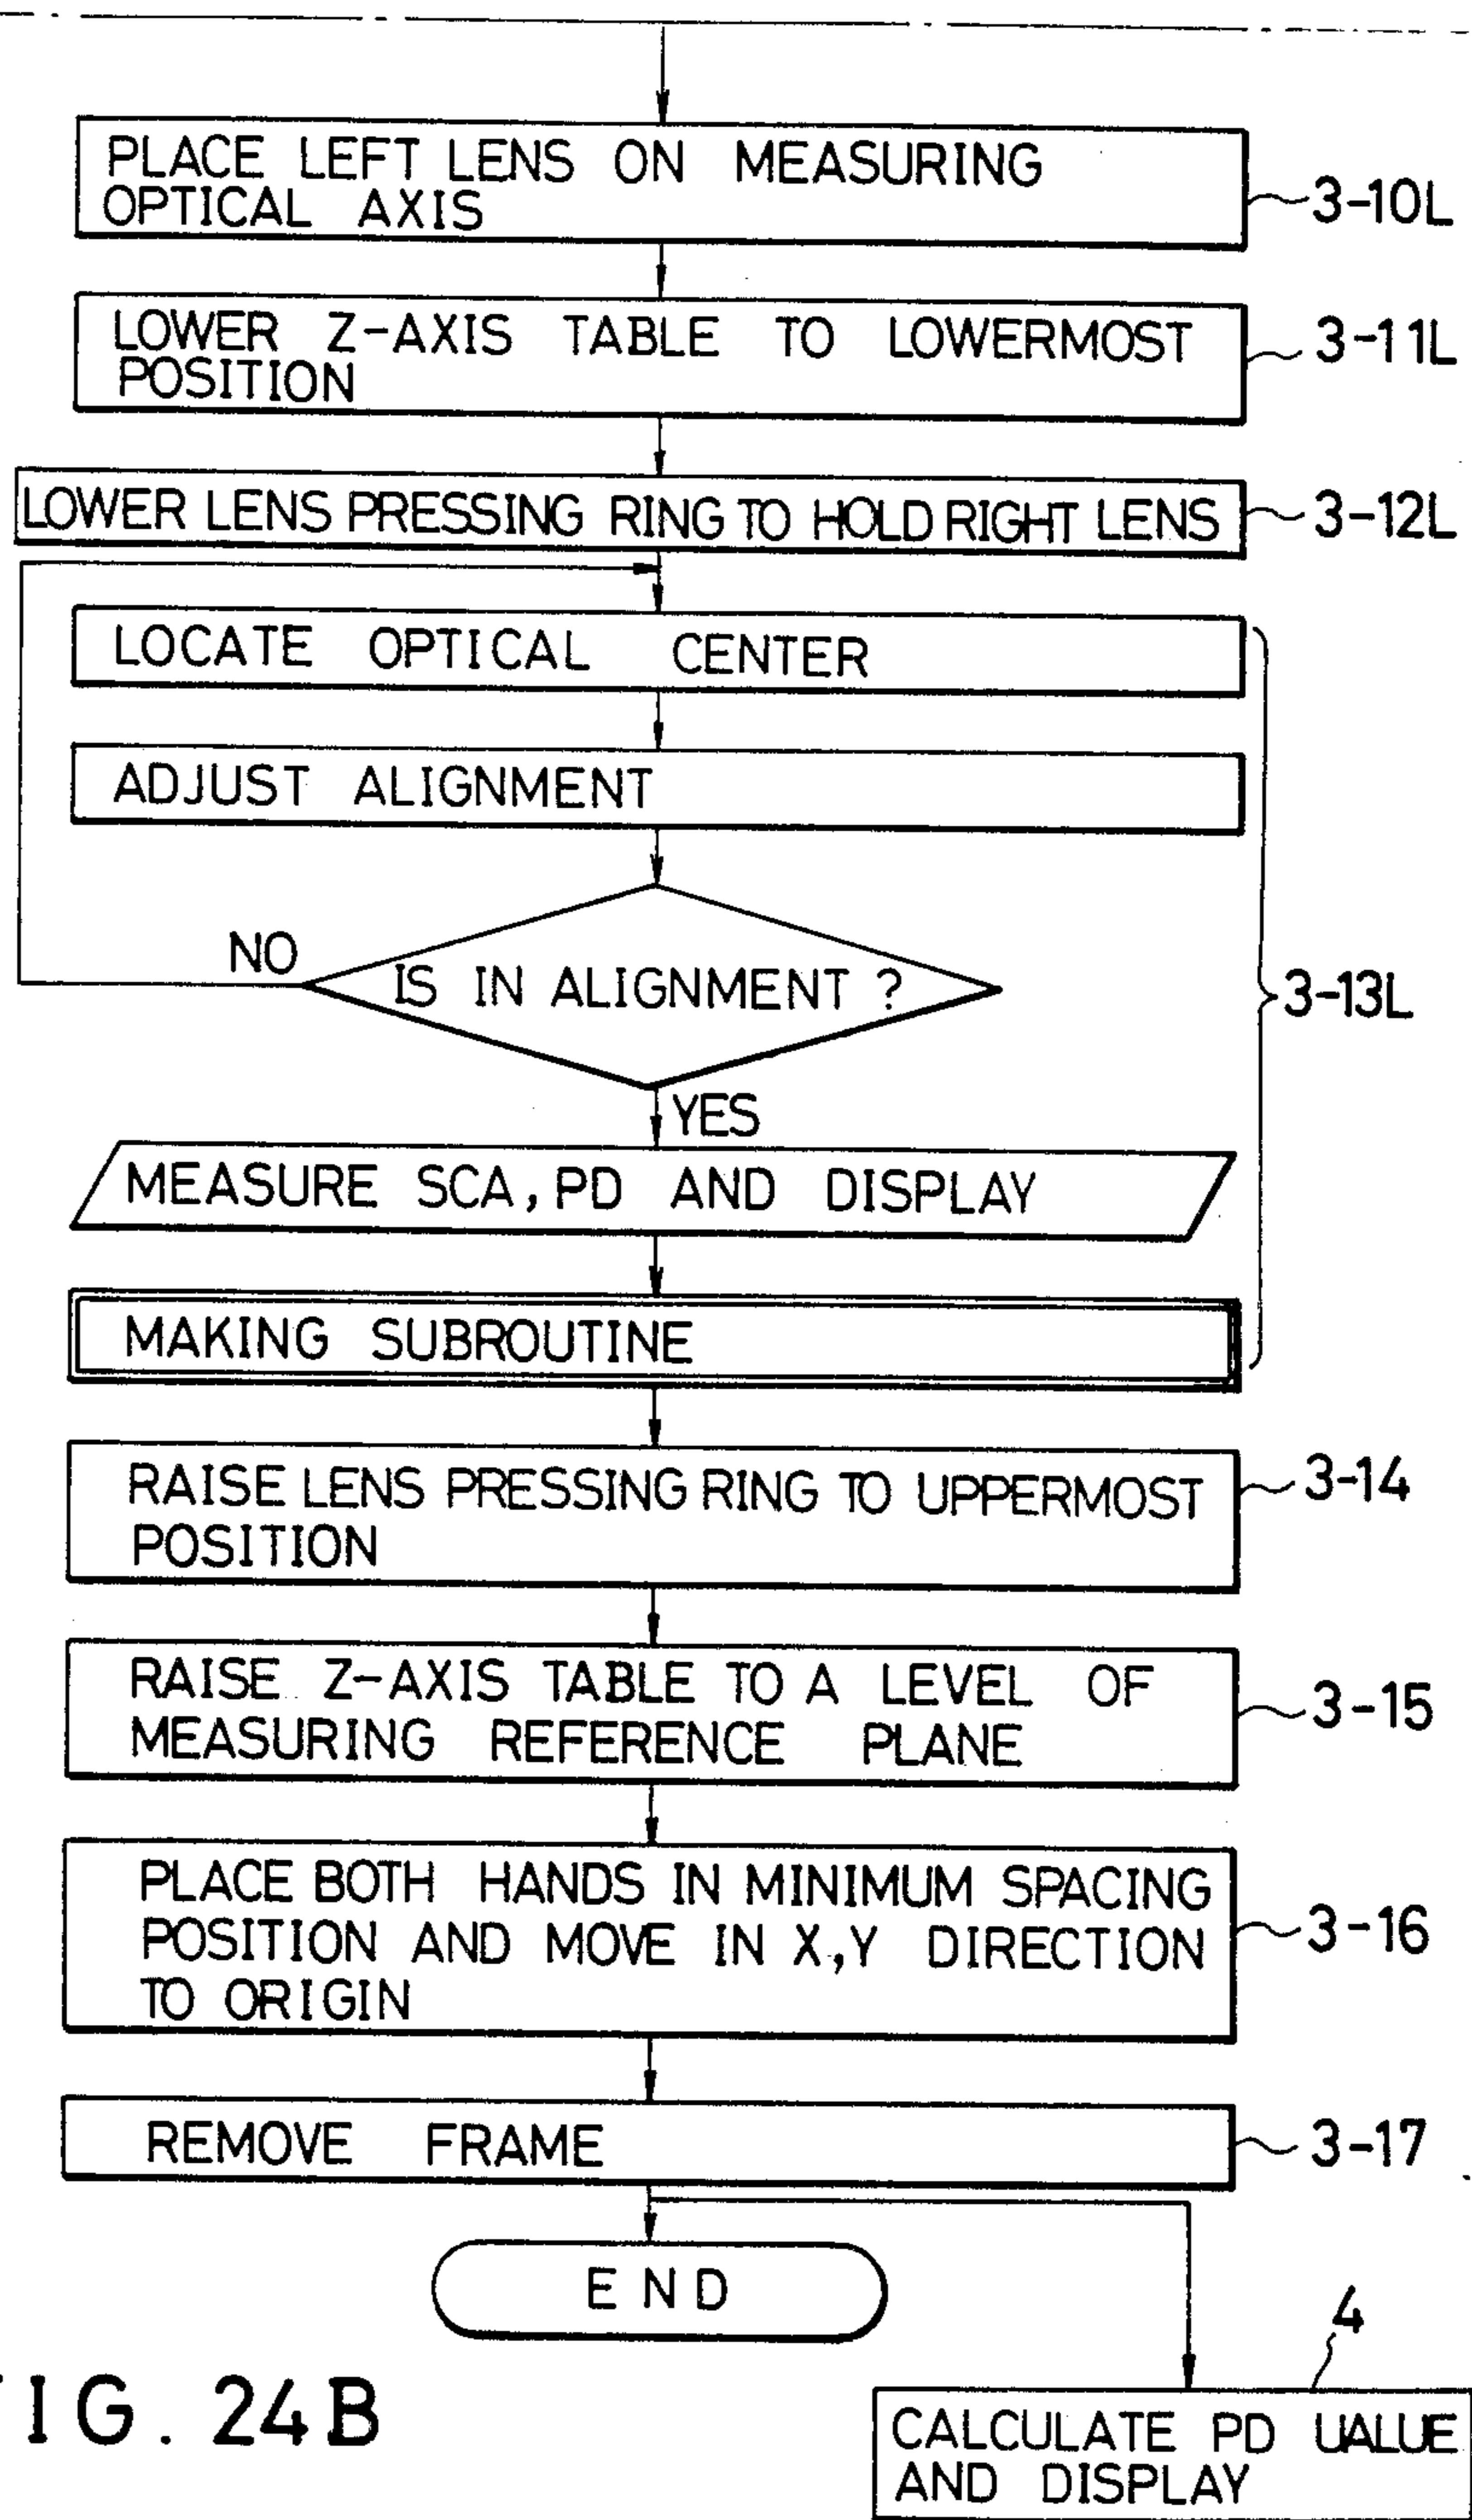 PLACE LEFT LENS ON MEASURING
OPTICAL AXIS
3-10L
LOWER Z-AXIS TABLE TO LOWERMOST
POSITION
3-11L
LOWER LENS PRESSING RING TO HOLD RIGHT LENS
3-12L
LOCATE OPTICAL CENTER
ADJUST ALIGNMENT
NO
IS IN ALIGNMENT ?
3-13L
YES
MEASURE SCA, PD AND DISPLAY
MAKING SUBROUTINE
RAISE LENS PRESSING RING TO UPPERMOST
POSITION
3-14
RAISE Z-AXIS TABLE TO A LEVEL OF
MEASURING REFERENCE PLANE
3-15
PLACE BOTH HANDS IN MINIMUM SPACING
POSITION AND MOVE IN X,Y DIRECTION
TO ORIGIN
3-16
REMOVE FRAME
3-17
END
4
CALCULATE PD UALUE
AND DISPLAY
IG. 24B